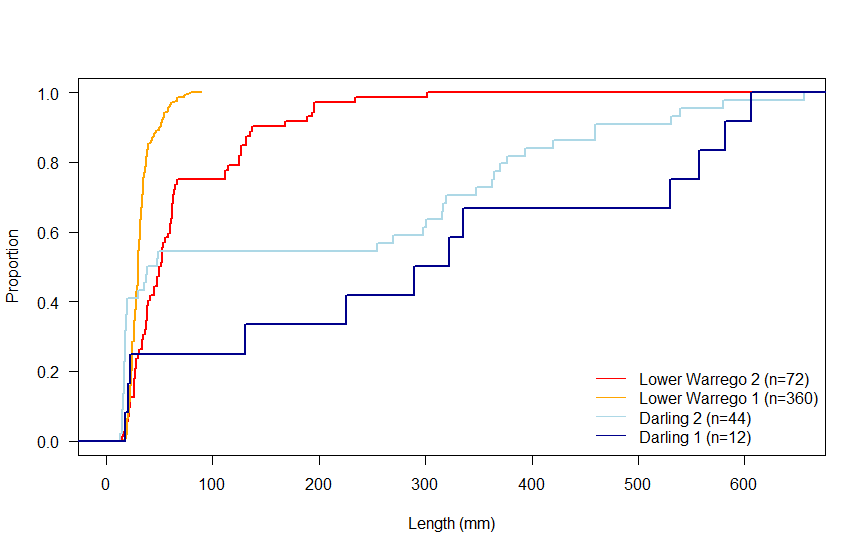 1.0
0.8
0.6
0.4
0.2
0.0
Proportion
0 100 200 300 400 500 600
Length (mm)
Lower Warrego 2 (n=72)
Lower Warrego 1 (n=360)
Darling 2 (n=44)
Darling 1 (n=12)